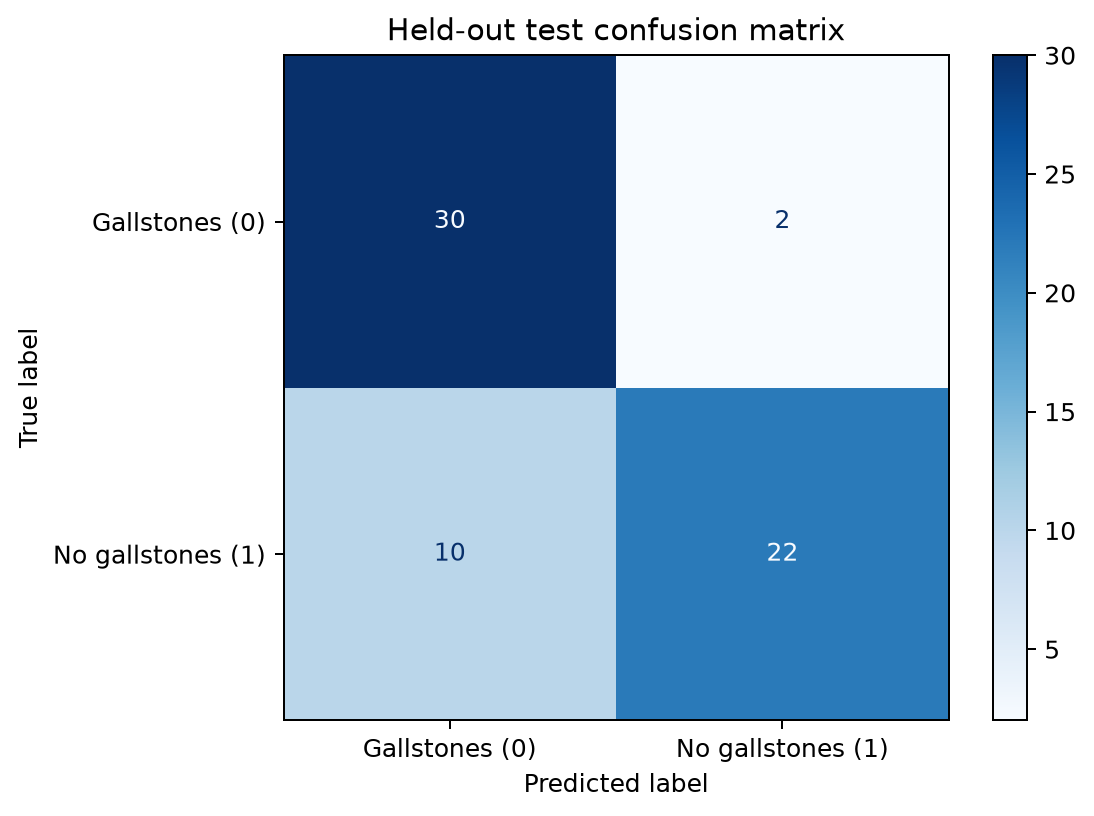 Held-out test confusion matrix
30
25
20
15
10
5
Gallstones (0)
30
2
True label
No gallstones (1)
10
22
Gallstones (0)
No gallstones (1)
Predicted label